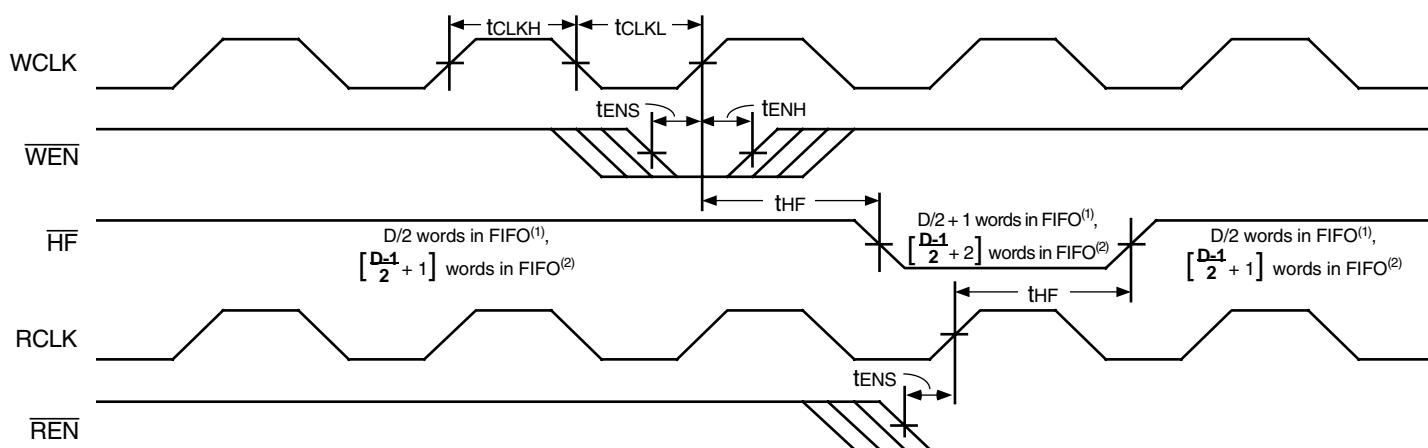 tCLKH
tCLKL
WCLK
tENS
tENH
WEN
tHF
HF
D/2 words in FIFO(1),
[D-1/2 + 1] words in FIFO(2)
D/2 + 1 words in FIFO(1),
[D-1/2 + 2] words in FIFO(2)
D/2 words in FIFO(1),
[D-1/2 + 1] words in FIFO(2)
tHF
RCLK
tENS
REN